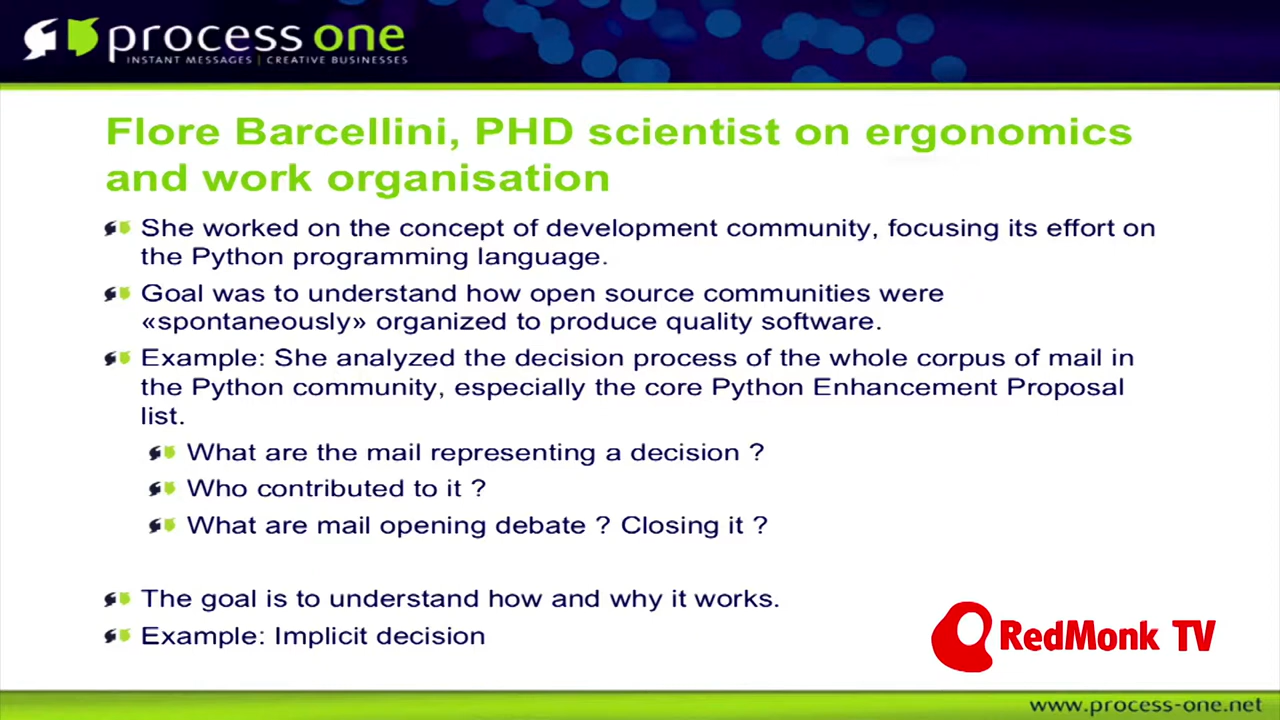 process one
INSTANT MESSAGES | CREATIVE BUSINESSES
Flore Barcellini, PHD scientist on ergonomics
and work organisation
She worked on the concept of development community, focusing its effort on
the Python programming language.
Goal was to understand how open source communities were
«spontaneously» organized to produce quality software.
Example: She analyzed the decision process of the whole corpus of mail in
the Python community, especially the core Python Enhancement Proposal
list.
What are the mail representing a decision ?
Who contributed to it ?
What are mail opening debate ? Closing it ?
The goal is to understand how and why it works.
Example: Implicit decision
RedMonk TV
www.process-one.net